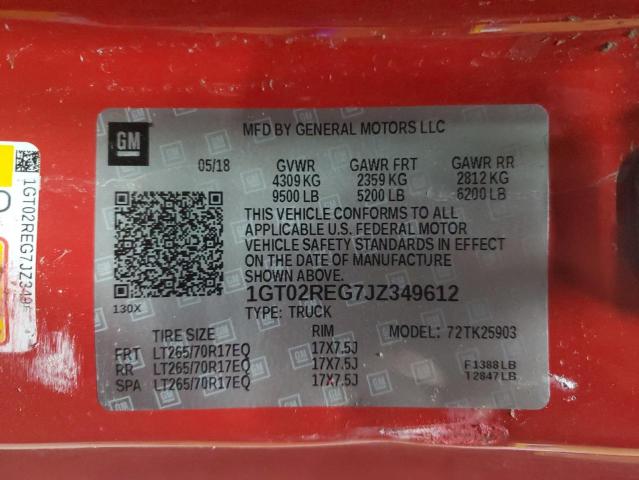 GM
MFD BY GENERAL MOTORS LLC
05/18 GVWR GAWR FRT GAWR RR
4309 KG 2359 KG 2812 KG
9500 LB 5200 LB 6200 LB
THIS VEHICLE CONFORMS TO ALL
APPLICABLE U.S. FEDERAL MOTOR
VEHICLE SAFETY STANDARDS IN EFFECT
ON THE DATE OF MANUFACTURE
SHOWN ABOVE.
130X
1GT02REG7JZ349612
TYPE: TRUCK
TIRE SIZE RIM MODEL: 72TK25903
FRT LT265/70R17EQ 17X7.5J
RR LT265/70R17EQ 17X7.5J F1388LB
SPA LT265/70R17EQ 17X7.5J T2847LB